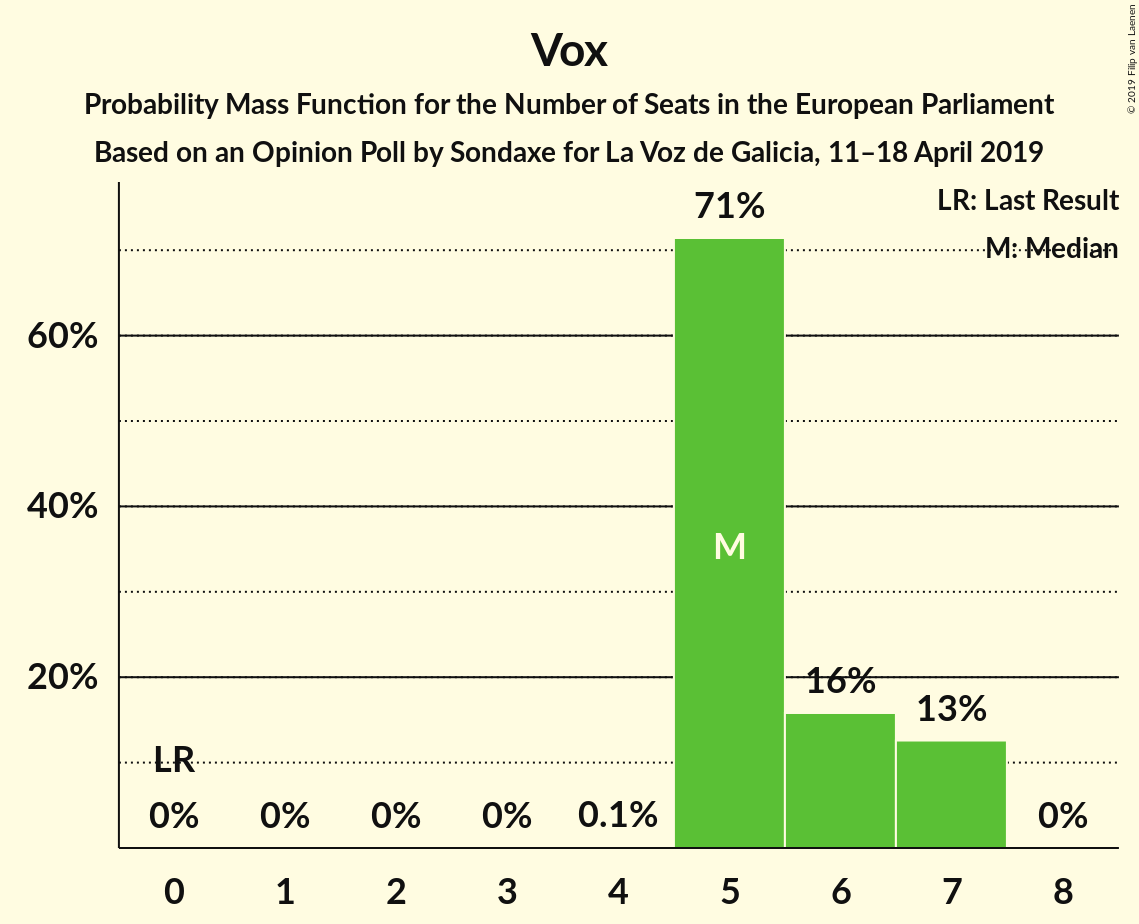 Vox
Probability Mass Function for the Number of Seats in the European Parliament
Based on an Opinion Poll by Sondaxe for La Voz de Galicia, 11–18 April 2019
© 2019 Filip van Laenen
LR: Last Result
M: Median
71%
60%
40%
M
20%
16%
13%
LR
0% 0% 0% 0% 0.1% 0%
0 1 2 3 4 5 6 7 8